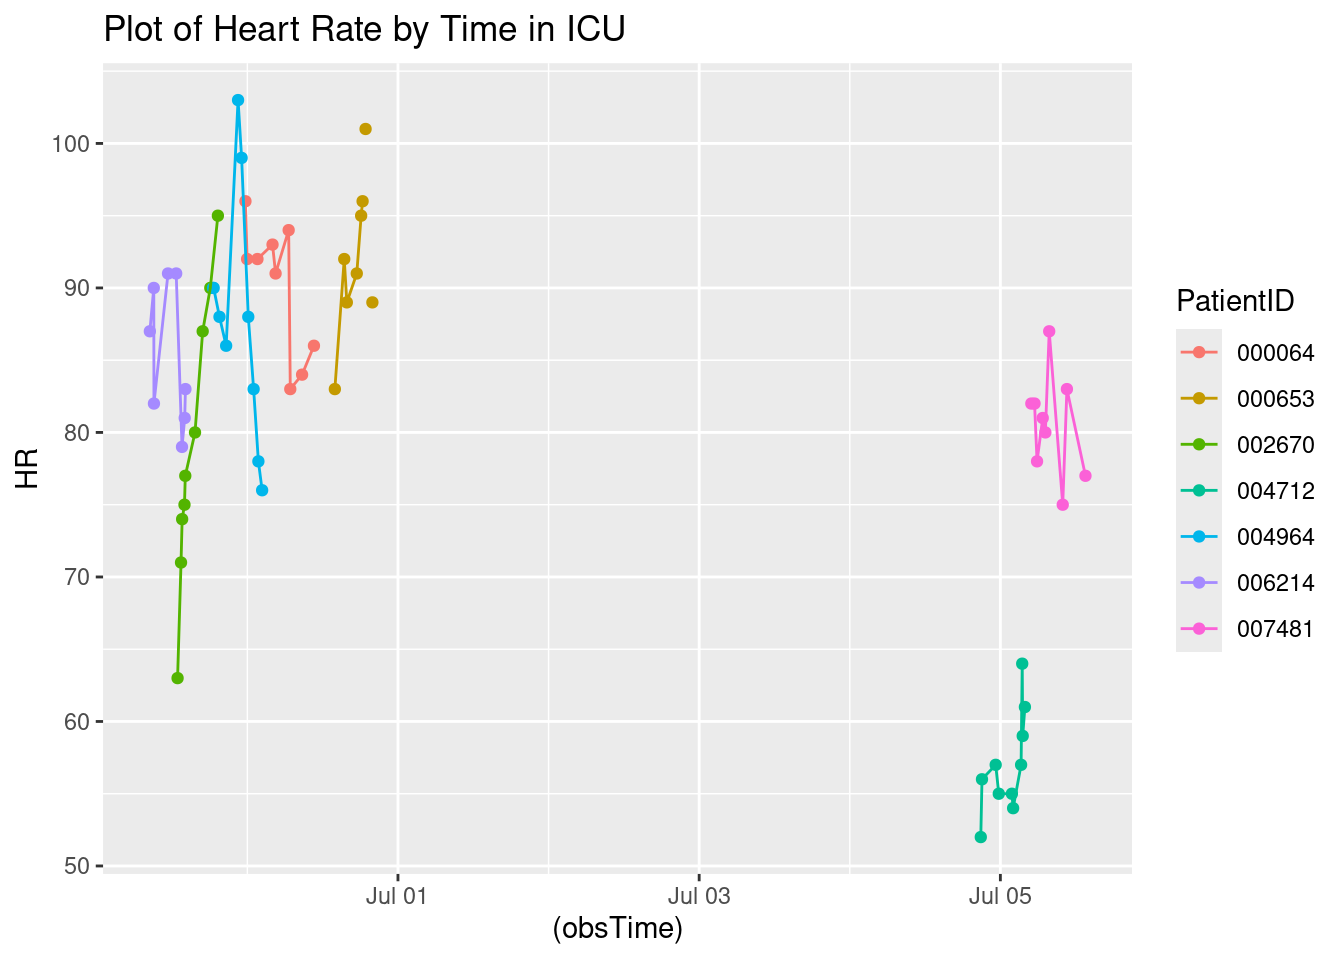 Plot of Heart Rate by Time in ICU
100
90
80
70
60
50
HR
Jul 01
Jul 03
Jul 05
(obsTime)
PatientID
000064
000653
002670
004712
004964
006214
007481